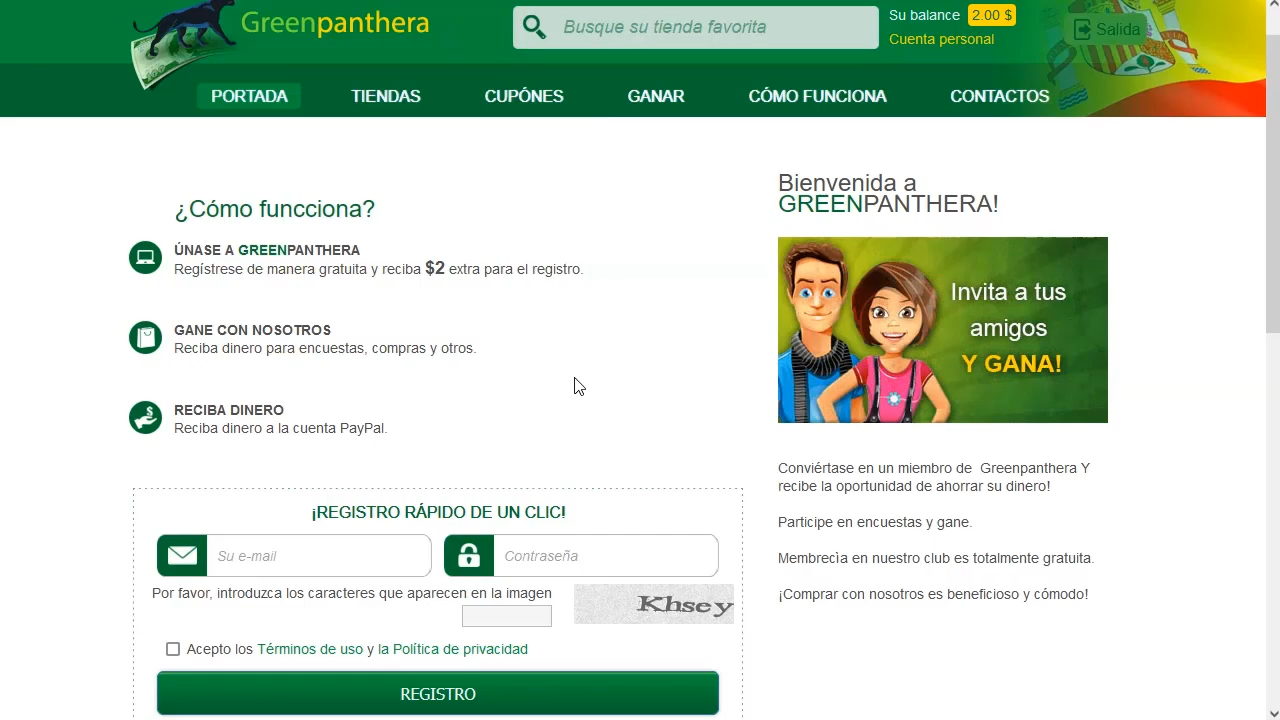 Greenpanthera
Busque su tienda favorita
Su balance 2.00 $
Cuenta personal
Salida
PORTADA TIENDAS CUPÓNES GANAR CÓMO FUNCIONA CONTACTOS
¿Cómo funcciona?
ÚNASE A GREENPANTHERA
Regístrese de manera gratuita y reciba $2 extra para el registro.
GANE CON NOSOTROS
Reciba dinero para encuestas, compras y otros.
RECIBA DINERO
Reciba dinero a la cuenta PayPal.
¡REGISTRO RÁPIDO DE UN CLIC!
Su e-mail Contraseña
Por favor, introduzca los caracteres que aparecen en la imagen
Khsey
Acepto los Términos de uso y la Política de privacidad
REGISTRO
Bienvenida a
GREENPANTHERA!
Invita a tus
amigos
Y GANA!
Conviértase en un miembro de Greenpanthera Y
recibe la oportunidad de ahorrar su dinero!
Participe en encuestas y gane.
Membrecìa en nuestro club es totalmente gratuita.
¡Comprar con nosotros es beneficioso y cómodo!